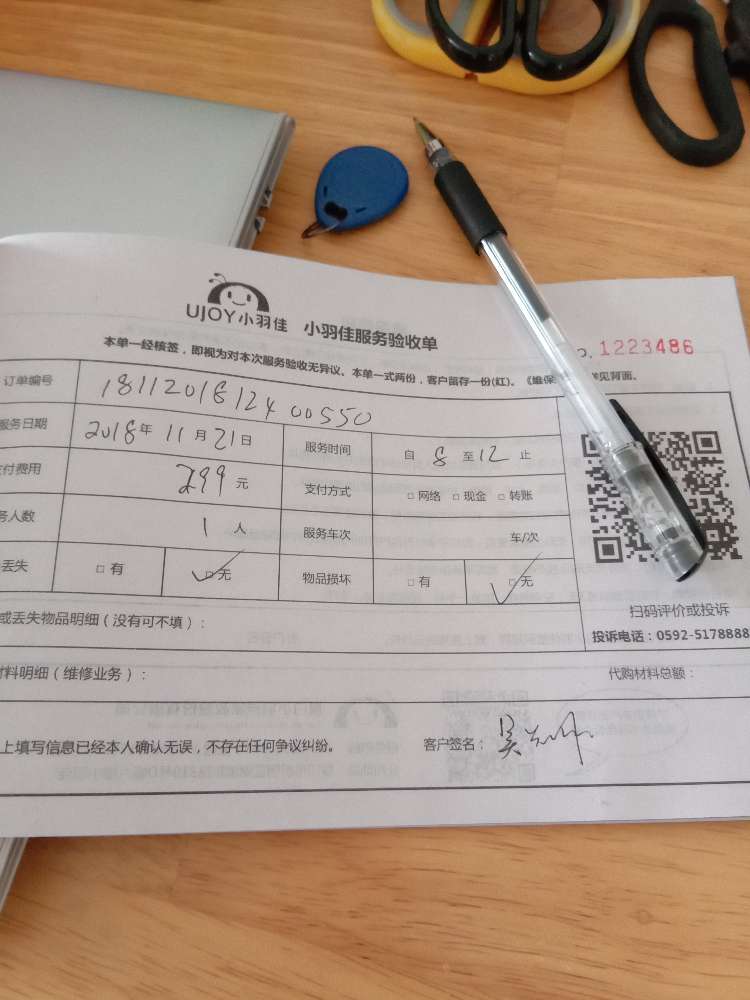 UJOY小羽佳 小羽佳服务验收单
1223486
本单一经核签，即视为对本次服务验收无异议、本单一式两份，客户留存一份(红)。《维保 见背面。
订单编号 1811201812400550
服务日期 2018年 11月 21日 服务时间 自 8 至 12 止
付费用 299 元 支付方式 □ 网络 □ 现金 □ 转账
人数 1 人 服务车次 车/次
丢失 □ 有 □ 无 物品损坏 □ 有 □ 无
扫码评价或投诉
投诉电话：0592-5178888
或丢失物品明细（没有可不填）：
材料明细（维修业务）： 代购材料总额：
上填写信息已经本人确认无误，不存在任何争议纠纷。 客户签名： 吴